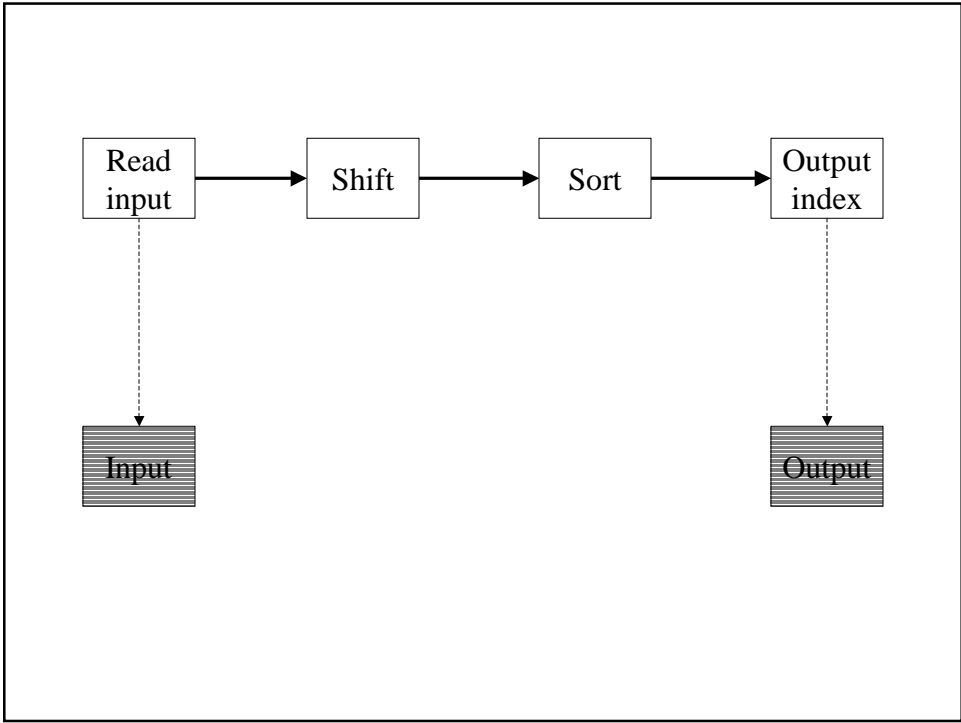 Read
input
Shift
Sort
Output
index
Input
Output